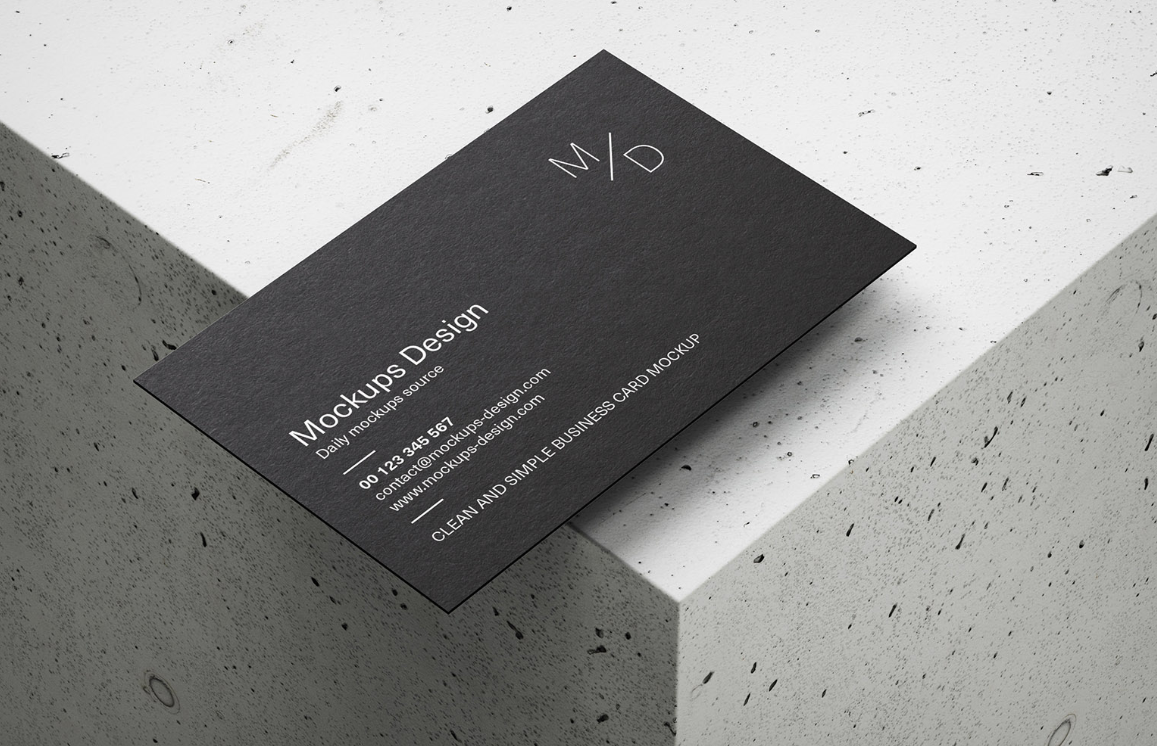 M/D
Mockups Design
Daily mockups source
00 123 345 567
contact@mockups-design.com
www.mockups-design.com
CLEAN AND SIMPLE BUSINESS CARD MOCKUP